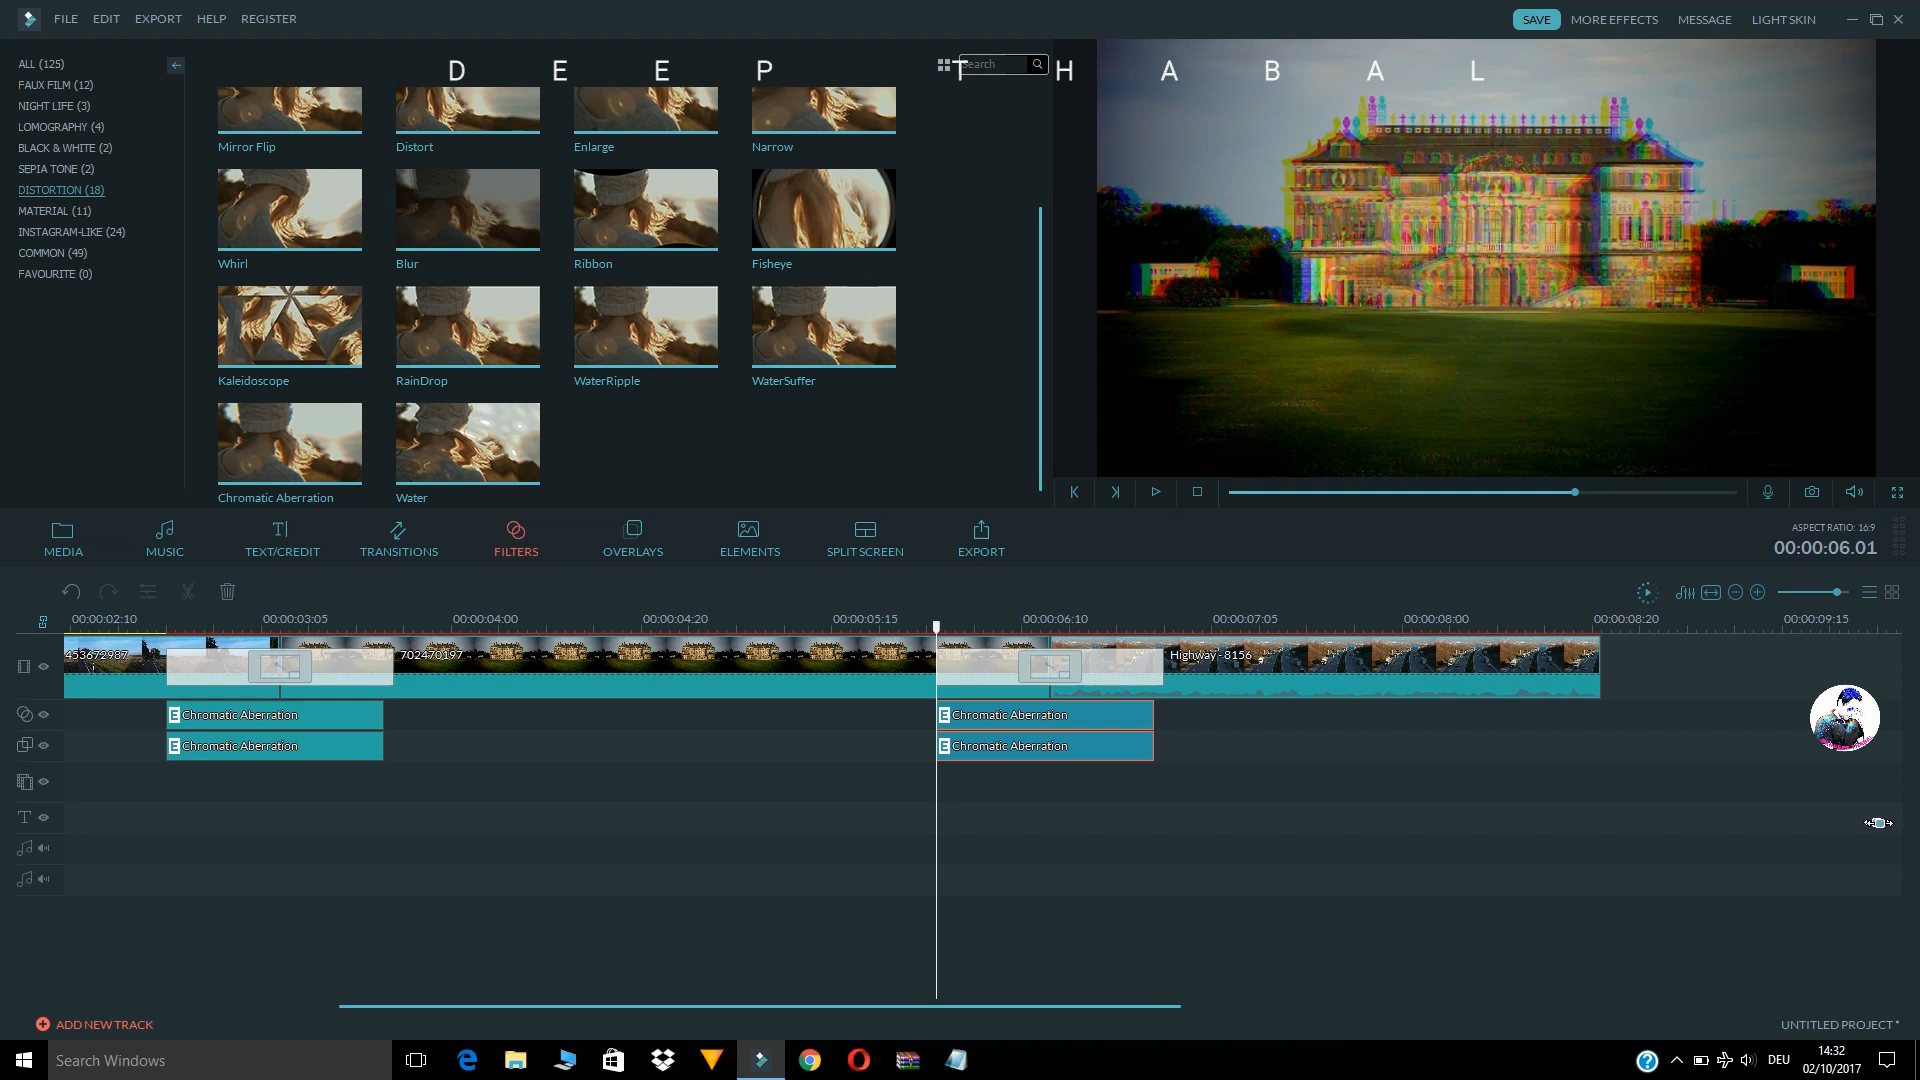 FILE EDIT EXPORT HELP REGISTER
SAVE MORE EFFECTS MESSAGE LIGHT SKIN
ALL (125)
FAUX FILM (12)
NIGHT LIFE (3)
LOMOGRAPHY (4)
BLACK & WHITE (2)
SEPIA TONE (2)
DISTORTION (18)
MATERIAL (11)
INSTAGRAM-LIKE (24)
COMMON (49)
FAVOURITE (0)
D E E P T H A B A L
Search
Mirror Flip Distort Enlarge Narrow
Whirl Blur Ribbon Fisheye
Kaleidoscope RainDrop WaterRipple WaterSuffer
Chromatic Aberration Water
MEDIA MUSIC TEXT/CREDIT TRANSITIONS FILTERS OVERLAYS ELEMENTS SPLIT SCREEN EXPORT
ASPECT RATIO: 16:9
00:00:06.01
00:00:02:10 00:00:03:05 00:00:04:00 00:00:04:20 00:00:05:15 00:00:06:10 00:00:07:05 00:00:08:00 00:00:08:20 00:00:09:15
453672987 702470197 Highway - 8156
E Chromatic Aberration E Chromatic Aberration
E Chromatic Aberration E Chromatic Aberration
ADD NEW TRACK
UNTITLED PROJECT *
Search Windows
DEU
14:32
02/10/2017